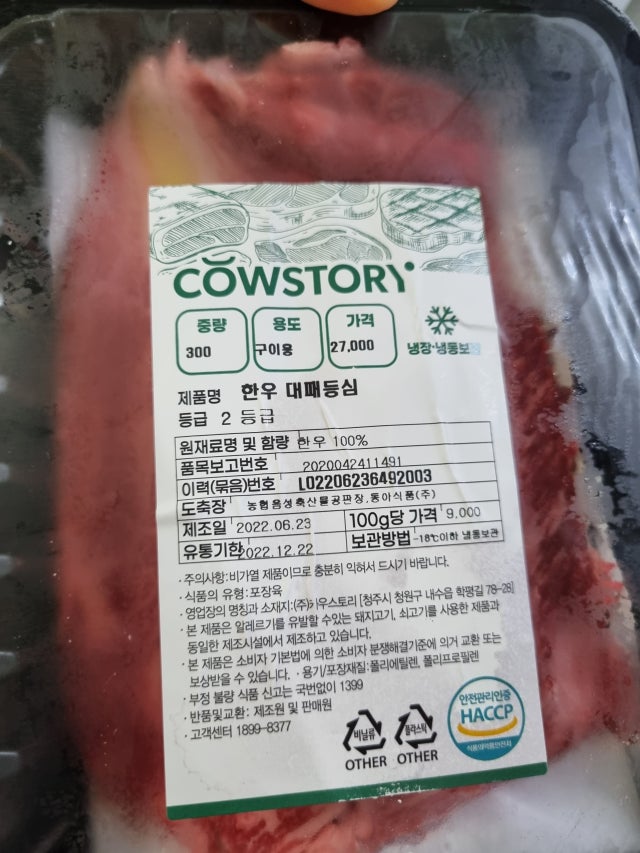 COWSTORY
중량 용도 가격
300 구이용 27,000
냉장·냉동보
제품명 한우 대패등심
등급 2 등급
원재료명 및 함량 한우 100%
품목보고번호 2020042411491
이력(묶음)번호 L02206236492003
도축장 농협음성축산물공판장,동아식품(주)
제조일 2022.06.23 100g당 가격 9.000
유통기한 2022.12.22 보관방법 -18℃이하 냉동보관
·주의사항:비가열 제품이므로 충분히 익혀서 드시기 바랍니다.
·식품의 유형:포장육
·영업장의 명칭과 소재지:(주)카우스토리 [청주시 청원구 내수읍 학평길 78-28]
·본 제품은 알레르기를 유발할 수있는 돼지고기, 쇠고기를 사용한 제품과
동일한 제조시설에서 제조하고 있습니다.
·본 제품은 소비자 기본법에 의한 소비자 분쟁해결기준에 의거 교환 또는
보상받을 수 있습니다. ·용기/포장재질:폴리에틸렌, 폴리프로필렌
·부정 불량 식품 신고는 국번없이 1399
·반품및교환: 제조원 및 판매원
·고객센터 1899-8377
비닐류 플라스틱
OTHER OTHER
안전관리인증
HACCP
식품의약품안전처